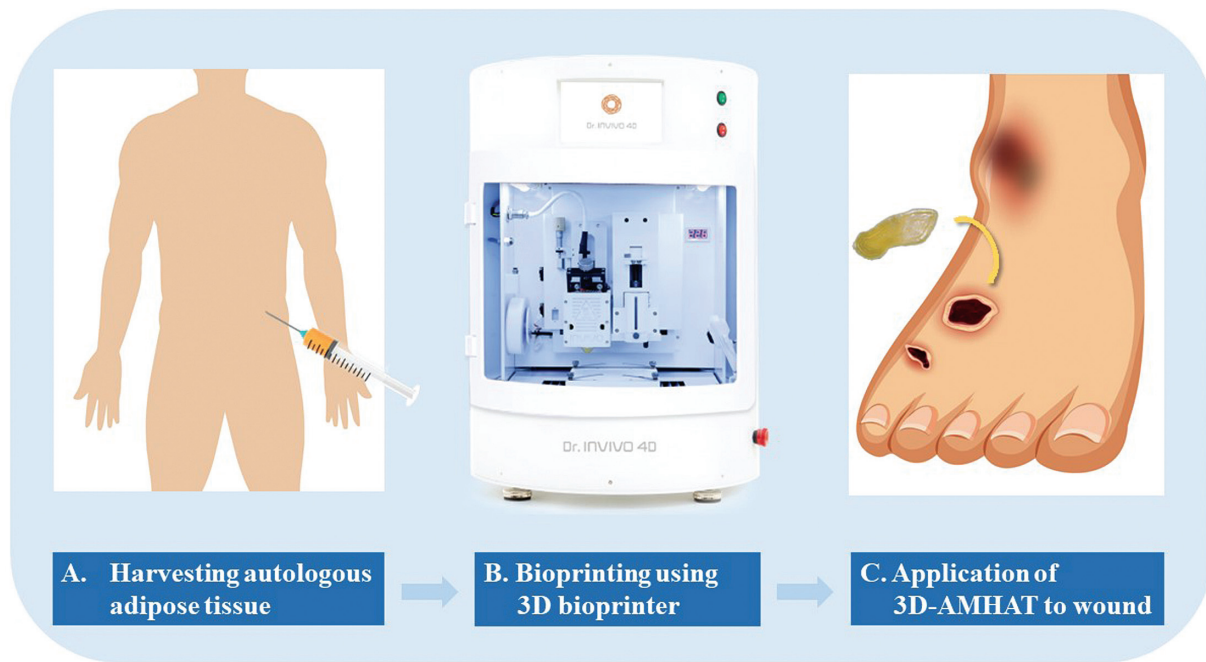 Dr. INVIVO 4D
Dr. INVIVO 4D
A. Harvesting autologous
adipose tissue
B. Bioprinting using
3D bioprinter
C. Application of
3D-AMHAT to wound